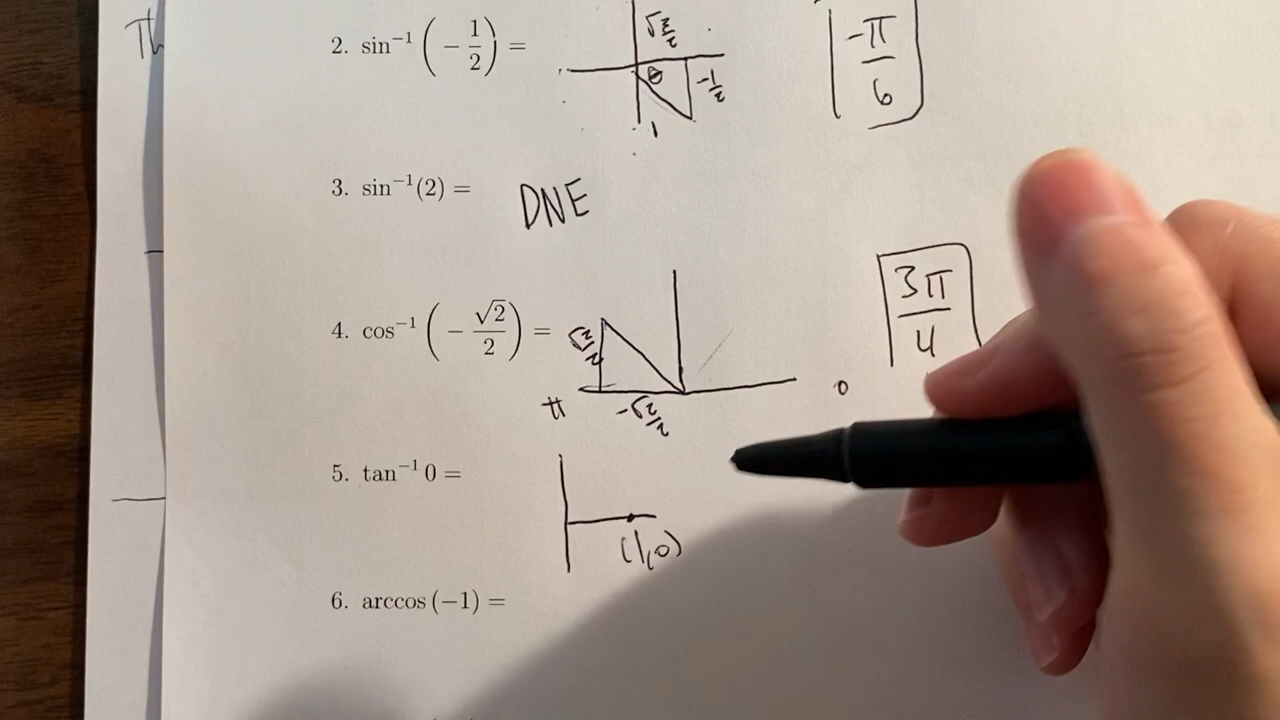 Th
2. sin⁻¹(-1/2) =
√3/2
θ
-1/2
1
-π/6
3. sin⁻¹(2) = DNE
4. cos⁻¹(-√2/2) =
√2/2
π
-√2/2
0
3π/4
5. tan⁻¹ 0 =
(1,0)
6. arccos (-1) =